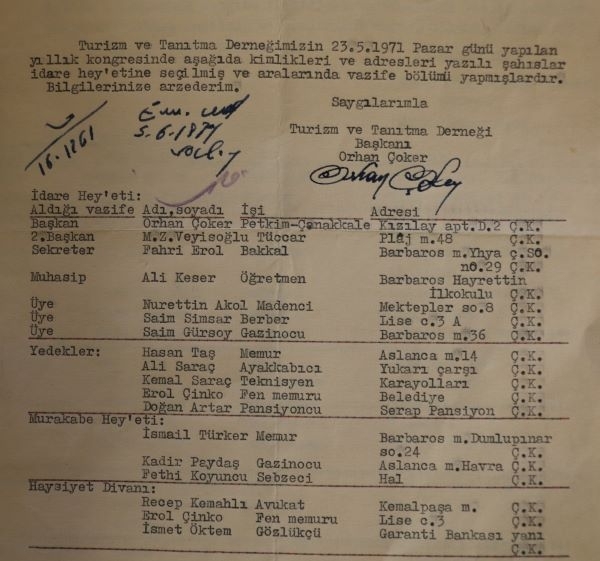 Turizm ve Tanıtma Derneğimizin 23.5.1971 Pazar günü yapılan
yıllık kongresinde aşağıda kimlikleri ve adresleri yazılı şahıslar
idare hey'etine seçilmiş ve aralarında vazife bölümü yapmışlardır.
Bilgilerinize arzederim.
Saygılarımla
Turizm ve Tanıtma Derneği
Başkanı
Orhan Çoker
16.1261
5.6.1971
Orhan Çoker
İdare Hey'eti:
Aldığı vazife Adı,soyadı İşi Adresi
Başkan Orhan Çoker Petkim-Çanakkale Kızılay apt.D.2 Ç.K.
2.Başkan M.Z.Veyisoğlu Tüccar Plaj m.48 Ç.K.
Sekreter Fahri Erol Bakkal Barbaros m.Yhya ç.So.
no.29 Ç.K.
Muhasip Ali Keser Öğretmen Barbaros Hayrettin
İlkokulu Ç.K.
Üye Nurettin Akol Madenci Mektepler so.8 Ç.K.
Üye Saim Simsar Berber Lise c.3 A Ç.K.
Üye Saim Gürsoy Gazinocu Barbaros m.36 Ç.K.
Yedekler: Hasan Taş Memur Aslanca m.14 Ç.K.
Ali Saraç Ayakkabıcı Yukarı çarşı Ç.K.
Kemal Saraç Teknisyen Karayolları Ç.K.
Erol Çinko Fen memuru Belediye Ç.K.
Doğan Artar Pansiyoncu Serap Pansiyon Ç.K.
Murakabe Hey'eti:
İsmail Türker Memur Barbaros m.Dumlupınar
so.24 Ç.K.
Kadir Paydaş Gazinocu Aslanca m.Havra Ç.K.
Fethi Koyuncu Sebzeci Hal Ç.K.
Haysiyet Divanı:
Recep Kemahlı Avukat Kemalpaşa m. Ç.K.
Erol Çinko Fen memuru Lise c.3 Ç.K.
İsmet Öktem Gözlükçü Garanti Bankası yanı
Ç.K.